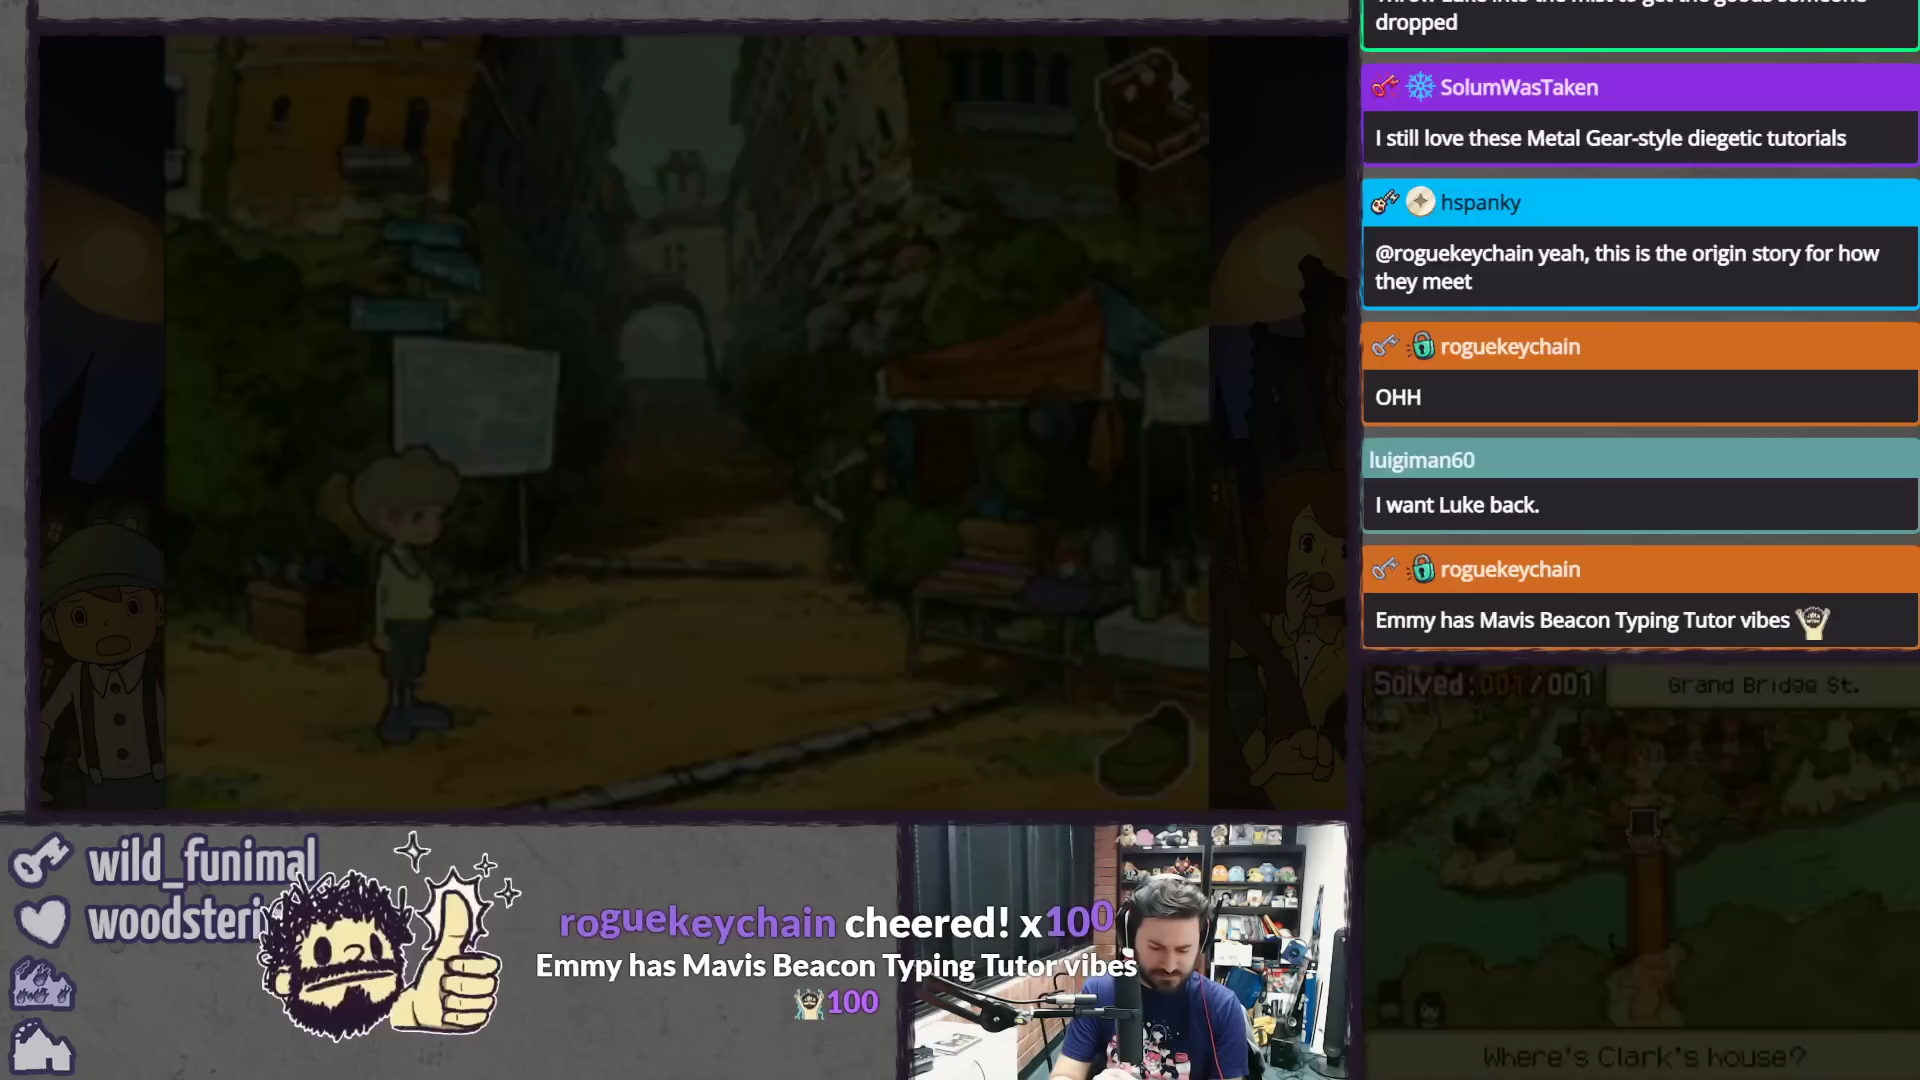 dropped
SolumWasTaken
I still love these Metal Gear-style diegetic tutorials
hspanky
@roguekeychain yeah, this is the origin story for how
they meet
roguekeychain
OHH
luigiman60
I want Luke back.
roguekeychain
Emmy has Mavis Beacon Typing Tutor vibes
Solved:001/001
Grand Bridge St.
Where's Clark's house?
wild_funimal
woodsteri
roguekeychain cheered! x100
Emmy has Mavis Beacon Typing Tutor vibes
100